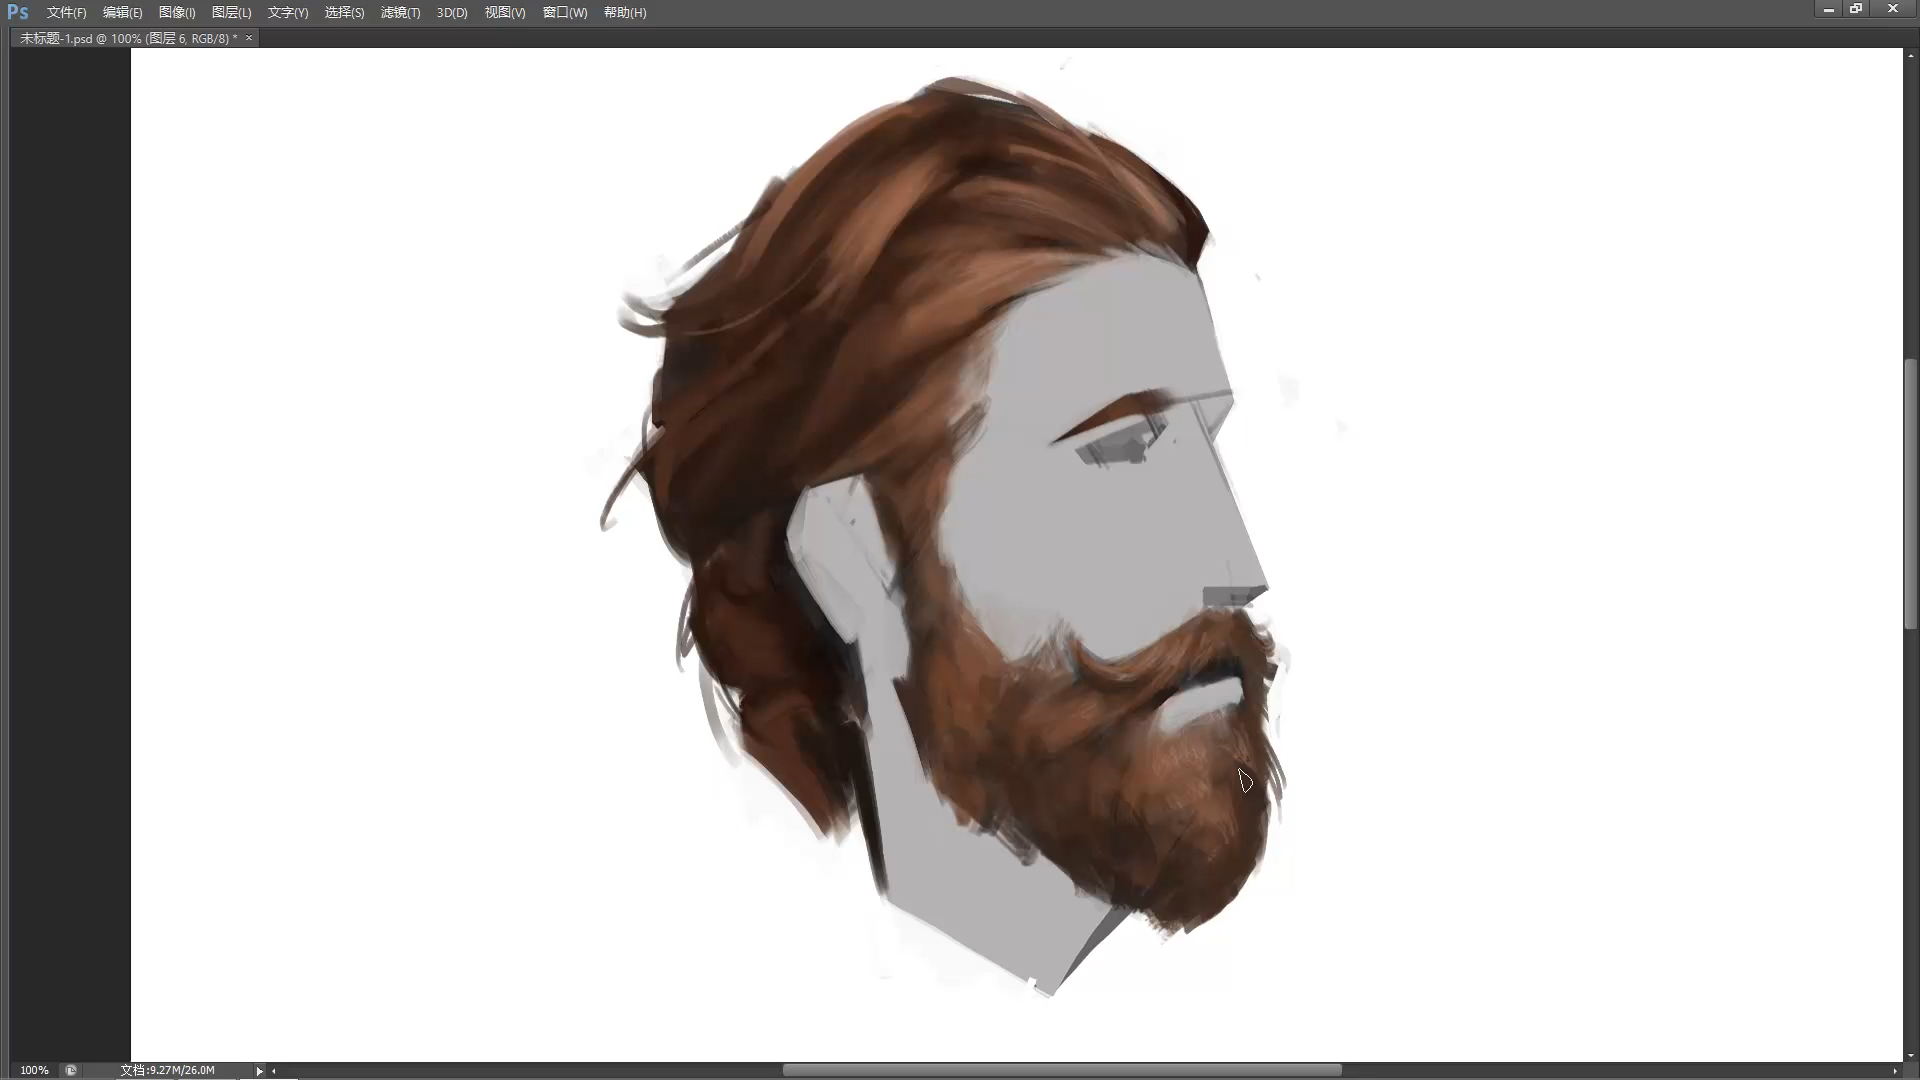 Ps 文件(F) 编辑(E) 图像(I) 图层(L) 文字(Y) 选择(S) 滤镜(T) 3D(D) 视图(V) 窗口(W) 帮助(H)
未标题-1.psd @ 100% (图层 6, RGB/8) * ×
100% 文档:9.27M/26.0M